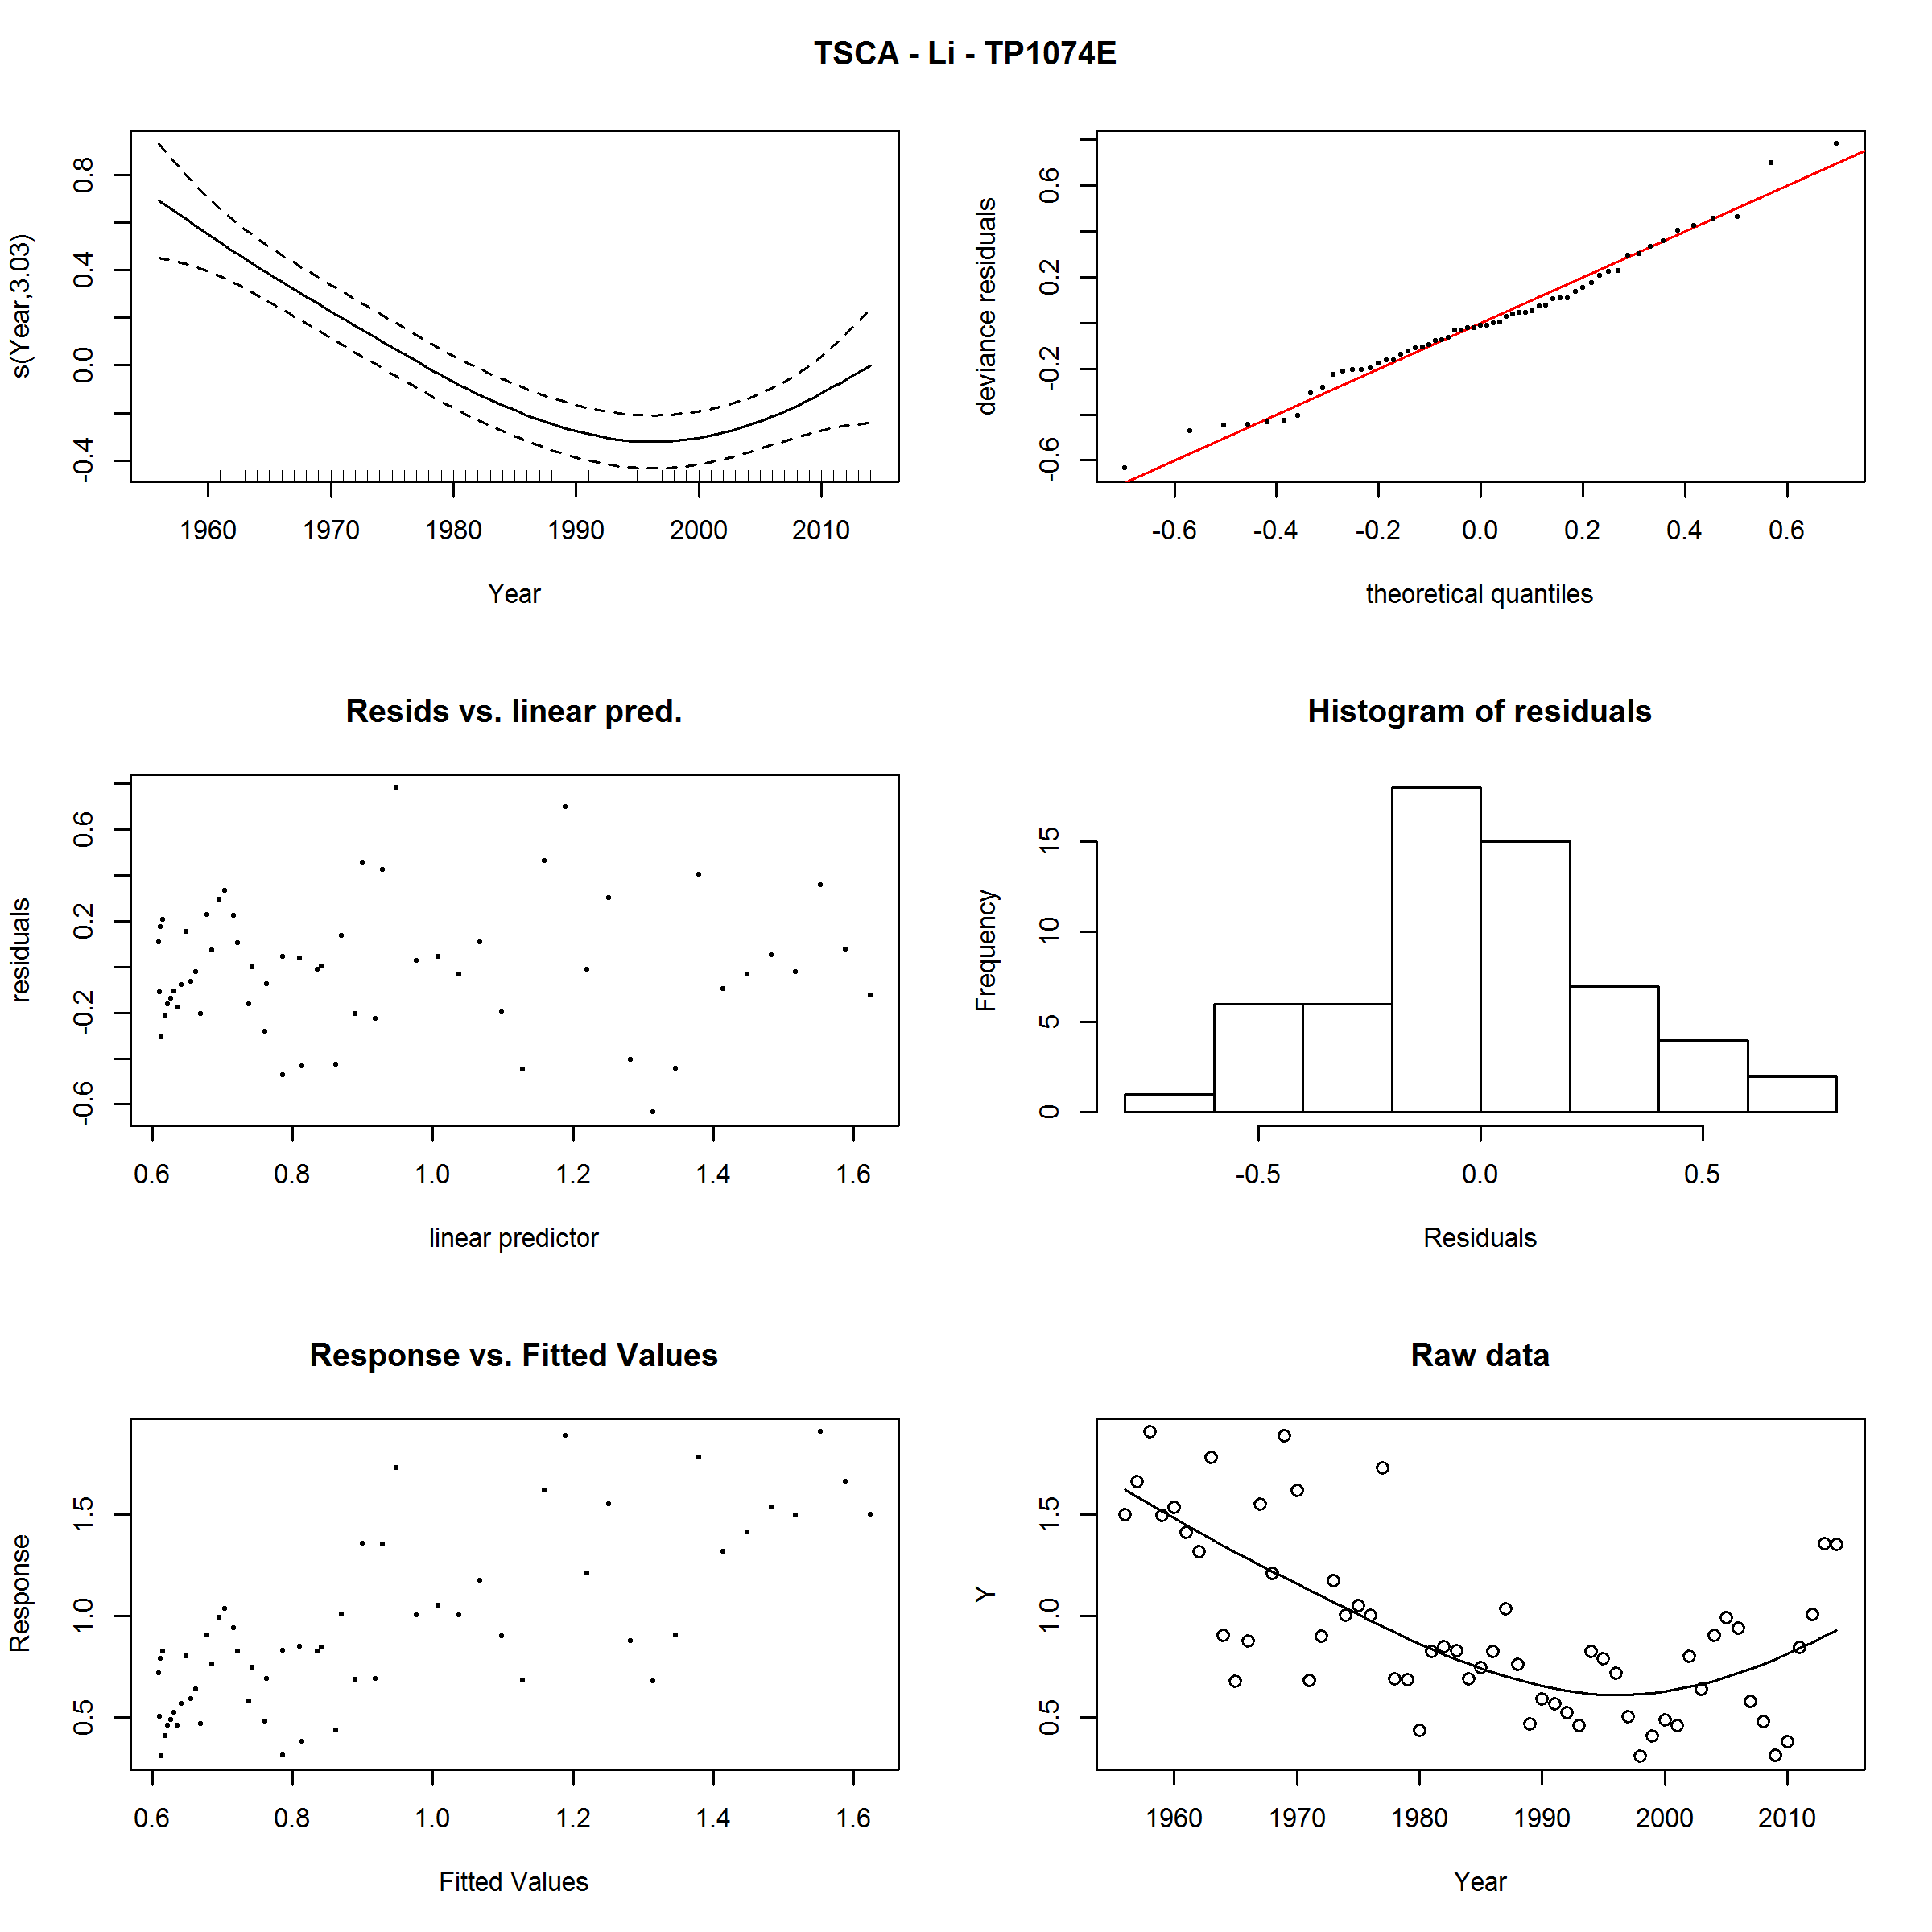 TSCA - Li - TP1074E
s(Year,3.03)
-0.4 0.0 0.4 0.8
1960 1970 1980 1990 2000 2010
Year
deviance residuals
-0.6 -0.2 0.2 0.6
-0.6 -0.4 -0.2 0.0 0.2 0.4 0.6
theoretical quantiles
Resids vs. linear pred.
residuals
-0.6 -0.2 0.2 0.6
0.6 0.8 1.0 1.2 1.4 1.6
linear predictor
Histogram of residuals
Frequency
0 5 10 15
-0.5 0.0 0.5
Residuals
Response vs. Fitted Values
Response
0.5 1.0 1.5
0.6 0.8 1.0 1.2 1.4 1.6
Fitted Values
Raw data
Y
0.5 1.0 1.5
1960 1970 1980 1990 2000 2010
Year